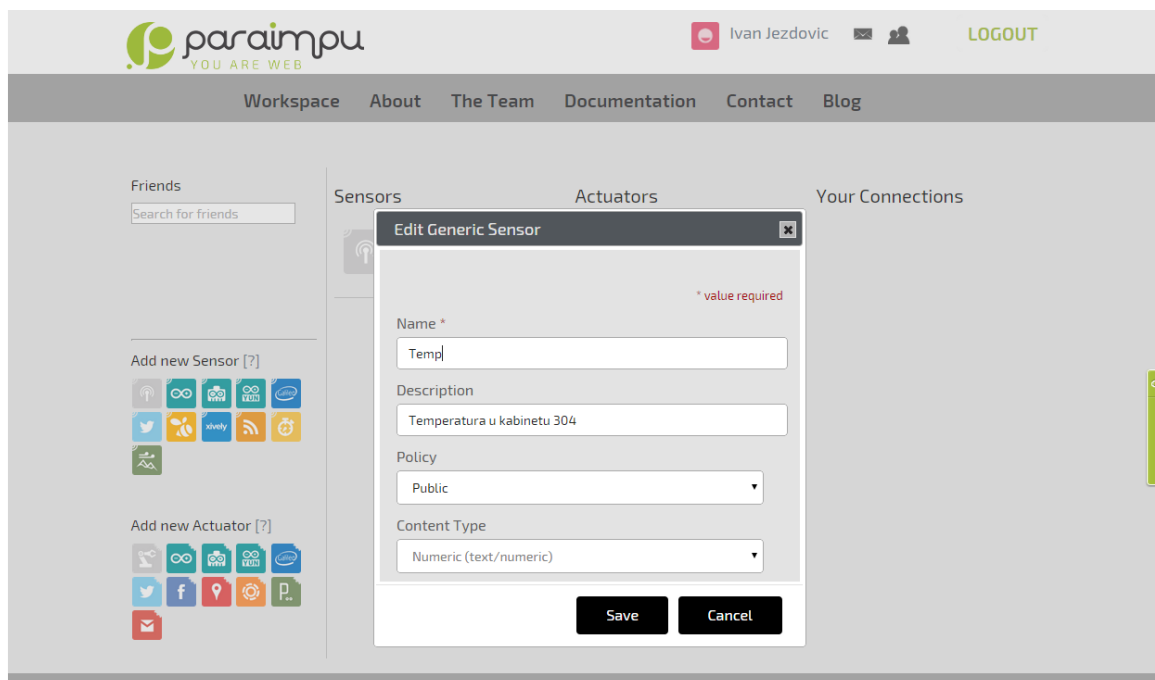 paraimpu
YOU ARE WEB
Ivan Jezdovic
LOGOUT
Workspace About The Team Documentation Contact Blog
Friends
Search for friends
Sensors
Actuators
Your Connections
Edit Generic Sensor
* value required
Name *
Temp
Description
Temperatura u kabinetu 304
Policy
Public
Content Type
Numeric (text/numeric)
Save
Cancel
Add new Sensor [?]
YUN
xively
Add new Actuator [?]
YUN
f
P..